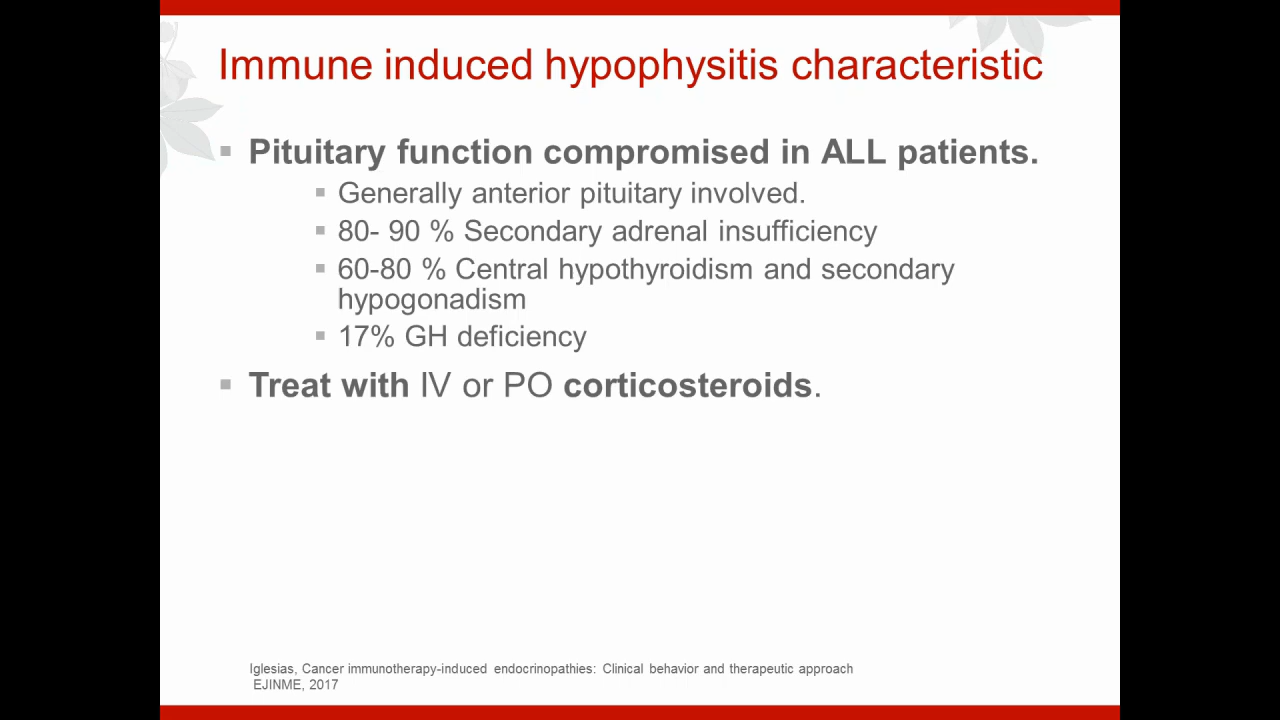 Immune induced hypophysitis characteristic
Pituitary function compromised in ALL patients.
Generally anterior pituitary involved.
80- 90 % Secondary adrenal insufficiency
60-80 % Central hypothyroidism and secondary
hypogonadism
17% GH deficiency
Treat with IV or PO corticosteroids.
Iglesias, Cancer immunotherapy-induced endocrinopathies: Clinical behavior and therapeutic approach
EJINME, 2017